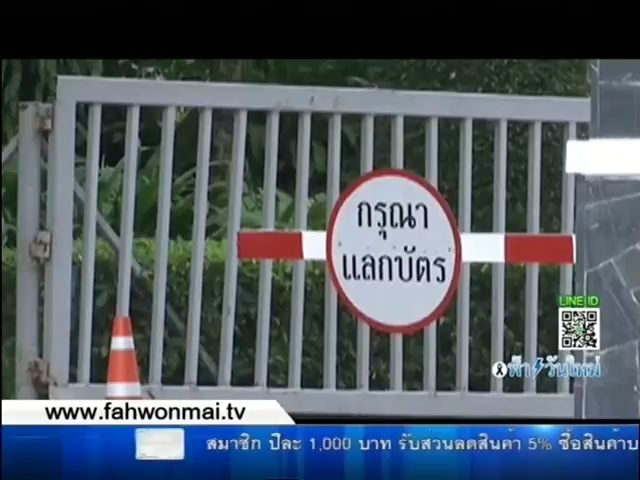 กรุณา
แลกบัตร
LINE ID
ฟ้าวันใหม่
www.fahwonmai.tv
สมาชิก ปีละ 1,000 บาท รับส่วนลดสินค้า 5% ซื้อสินค้าบ